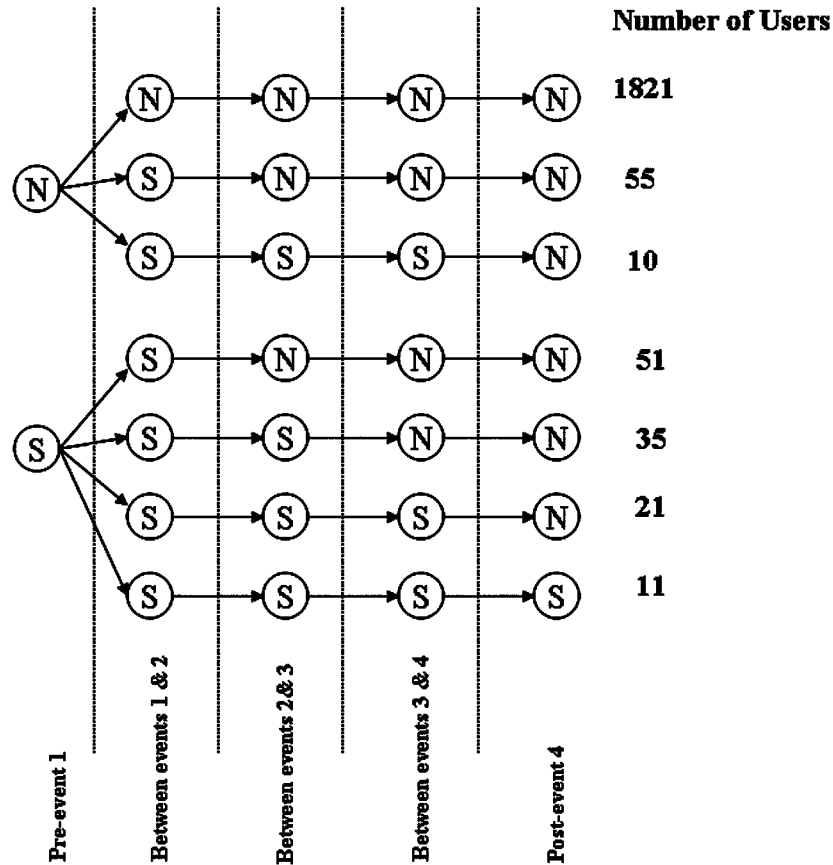 Number of Users
N N N N 1821
N
S N N N 55
S S S N 10
S N N N 51
S
S S N N 35
S S S N 21
S S S S 11
Pre-event 1
Between events 1 & 2
Between events 2& 3
Between events 3 & 4
Post-event 4